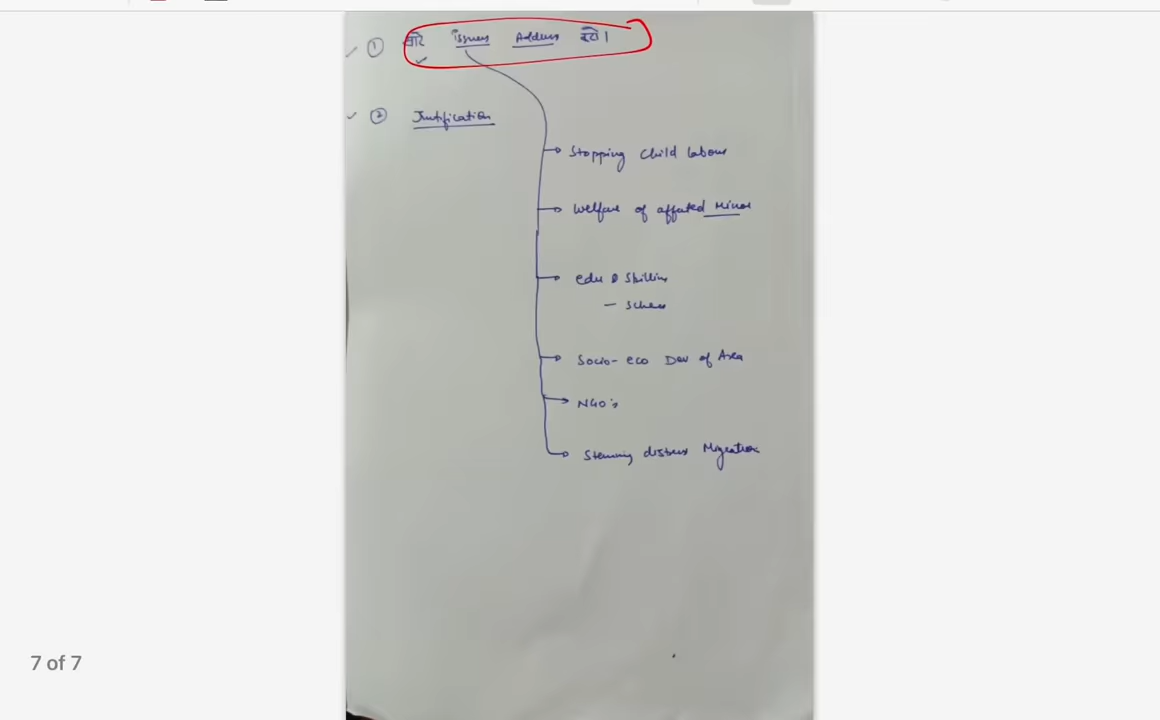 ① सारे issues Address करो।
② Justification
Stopping child labour
Welfare of affected Minor
edu & Skilling
- Scheme
Socio-eco Dev of Area
NGO's
Stemming distress Migration
7 of 7